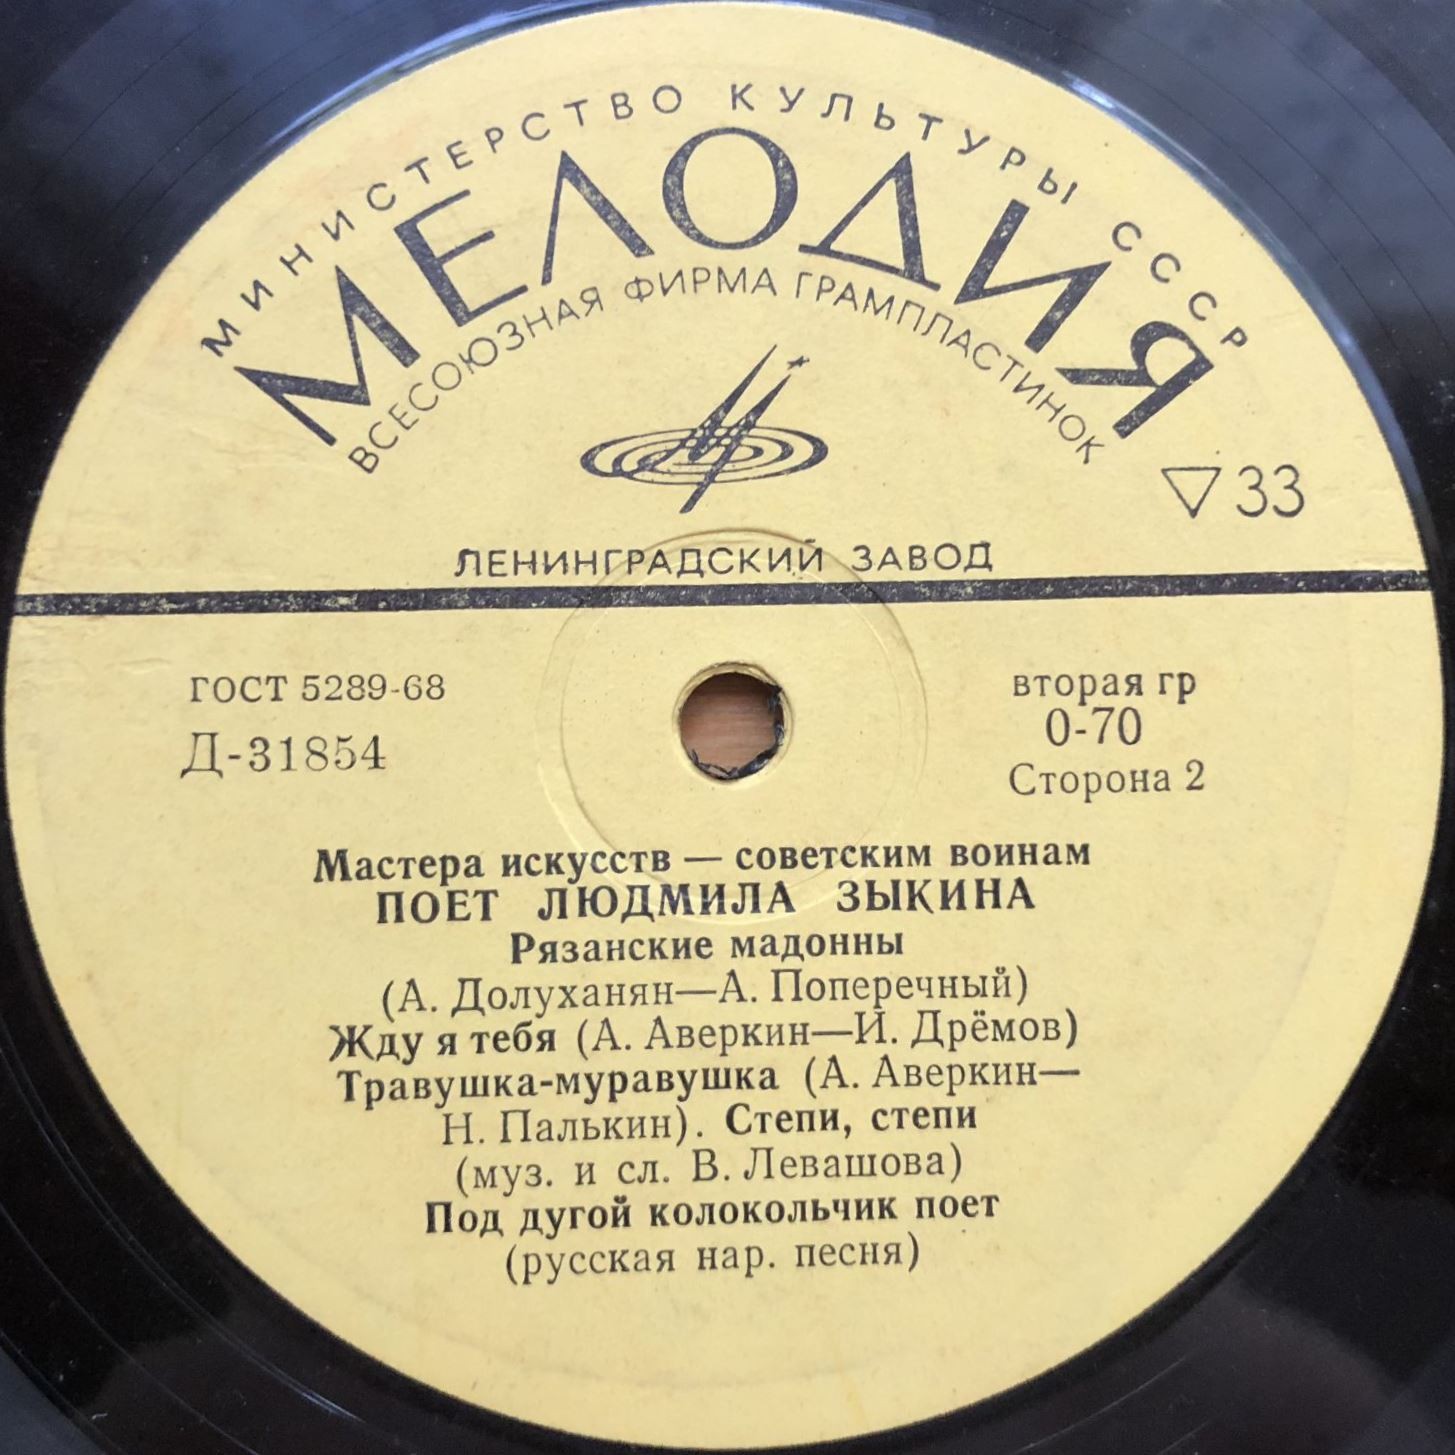 МИНИСТЕРСТВО КУЛЬТУРЫ СССР
МЕЛОДИЯ
ВСЕСОЮЗНАЯ ФИРМА ГРАМПЛАСТИНОК
33
ЛЕНИНГРАДСКИЙ ЗАВОД
ГОСТ 5289-68
Д-31854
вторая гр
0-70
Сторона 2
Мастера искусств — советским воинам
ПОЕТ ЛЮДМИЛА ЗЫКИНА
Рязанские мадонны
(А. Долуханян—А. Поперечный)
Жду я тебя (А. Аверкин—И. Дрёмов)
Травушка-муравушка (А. Аверкин—
Н. Палькин). Степи, степи
(муз. и сл. В. Левашова)
Под дугой колокольчик поет
(русская нар. песня)